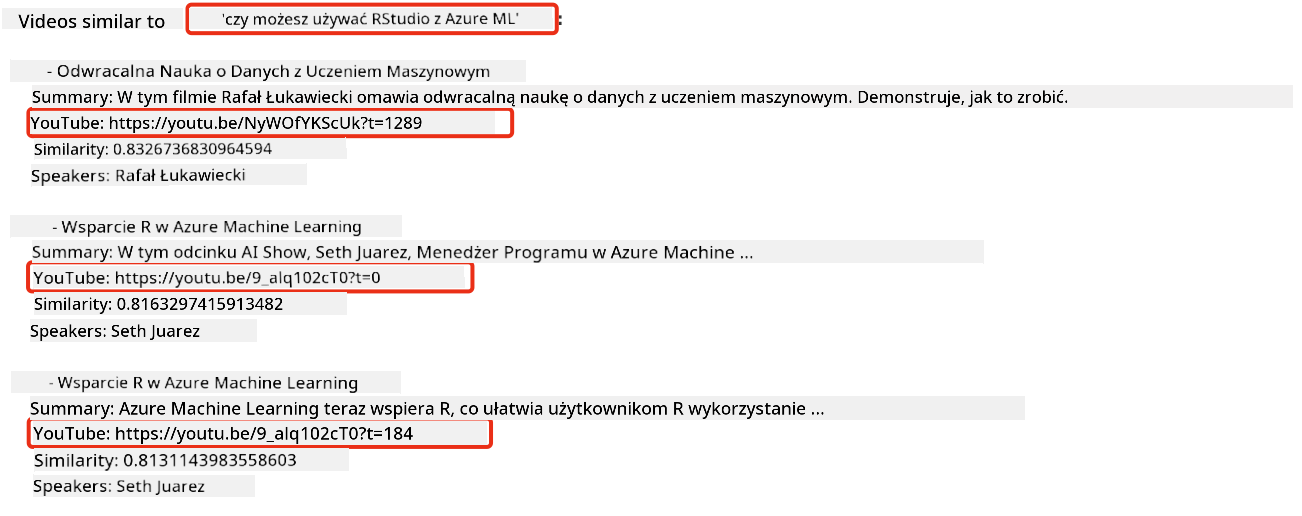 Videos similar to 'czy możesz używać RStudio z Azure ML':
- Odwracalna Nauka o Danych z Uczeniem Maszynowym
Summary: W tym filmie Rafał Łukawiecki omawia odwracalną naukę o danych z uczeniem maszynowym. Demonstruje, jak to zrobić.
YouTube: https://youtu.be/NyWOfYKScUk?t=1289
Similarity: 0.8326736830964594
Speakers: Rafał Łukawiecki
- Wsparcie R w Azure Machine Learning
Summary: W tym odcinku AI Show, Seth Juarez, Menedżer Programu w Azure Machine ...
YouTube: https://youtu.be/9_alq102cT0?t=0
Similarity: 0.8163297415913482
Speakers: Seth Juarez
- Wsparcie R w Azure Machine Learning
Summary: Azure Machine Learning teraz wspiera R, co ułatwia użytkownikom R wykorzystanie ...
YouTube: https://youtu.be/9_alq102cT0?t=184
Similarity: 0.8131143983558603
Speakers: Seth Juarez